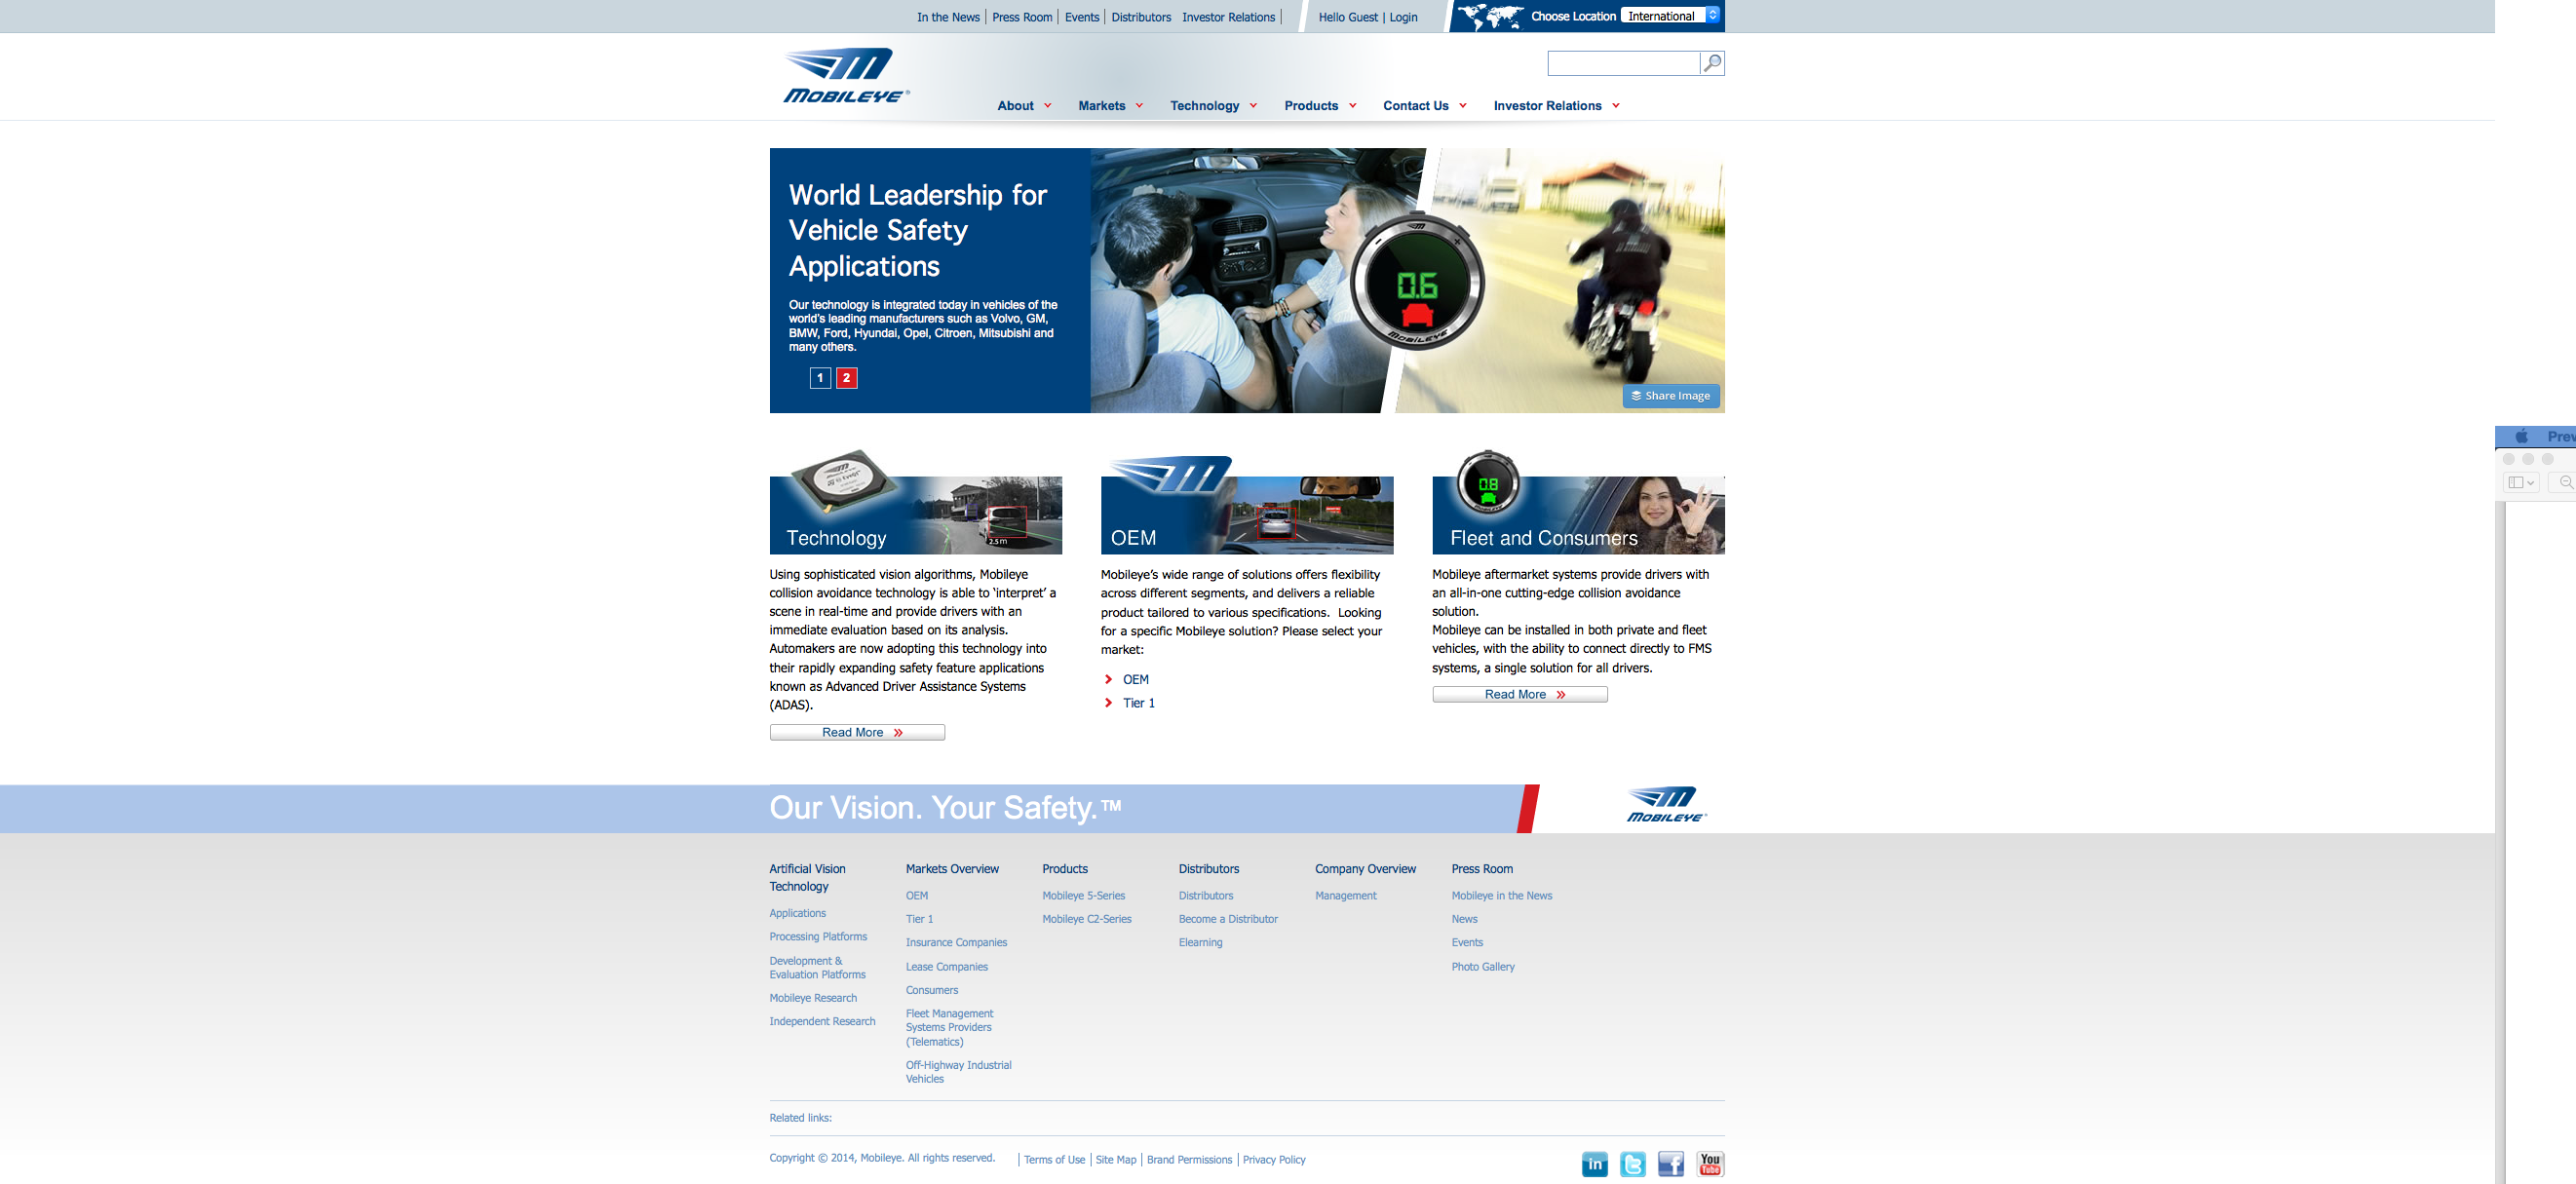 In the News | Press Room | Events | Distributors Investor Relations |
Hello Guest | Login
Choose Location International
MOBILEYE®
About Markets Technology Products Contact Us Investor Relations
World Leadership for
Vehicle Safety
Applications
Our technology is integrated today in vehicles of the
world's leading manufacturers such as Volvo, GM,
BMW, Ford, Hyundai, Opel, Citroen, Mitsubishi and
many others.
1 2
0.6
MOBILEYE
Share Image
Technology
2.5m
Using sophisticated vision algorithms, Mobileye
collision avoidance technology is able to ‘interpret’ a
scene in real-time and provide drivers with an
immediate evaluation based on its analysis.
Automakers are now adopting this technology into
their rapidly expanding safety feature applications
known as Advanced Driver Assistance Systems
(ADAS).
Read More
OEM
Mobileye’s wide range of solutions offers flexibility
across different segments, and delivers a reliable
product tailored to various specifications.  Looking
for a specific Mobileye solution? Please select your
market:
OEM
Tier 1
0.8
Fleet and Consumers
Mobileye aftermarket systems provide drivers with
an all-in-one cutting-edge collision avoidance
solution.
Mobileye can be installed in both private and fleet
vehicles, with the ability to connect directly to FMS
systems, a single solution for all drivers.
Read More
Prev
Our Vision. Your Safety.™
MOBILEYE
Artificial Vision
Technology
Applications
Processing Platforms
Development &
Evaluation Platforms
Mobileye Research
Independent Research
Markets Overview
OEM
Tier 1
Insurance Companies
Lease Companies
Consumers
Fleet Management
Systems Providers
(Telematics)
Off-Highway Industrial
Vehicles
Products
Mobileye 5-Series
Mobileye C2-Series
Distributors
Distributors
Become a Distributor
Elearning
Company Overview
Management
Press Room
Mobileye in the News
News
Events
Photo Gallery
Related links:
Copyright © 2014, Mobileye. All rights reserved. | Terms of Use | Site Map | Brand Permissions | Privacy Policy
in
You
Tube